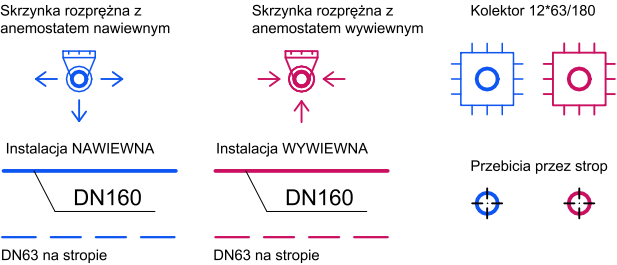 Skrzynka rozprężna z
anemostatem nawiewnym
Skrzynka rozprężna z
anemostatem wywiewnym
Kolektor 12*63/180
Instalacja NAWIEWNA
DN160
DN63 na stropie
Instalacja WYWIEWNA
DN160
DN63 na stropie
Przebicia przez strop